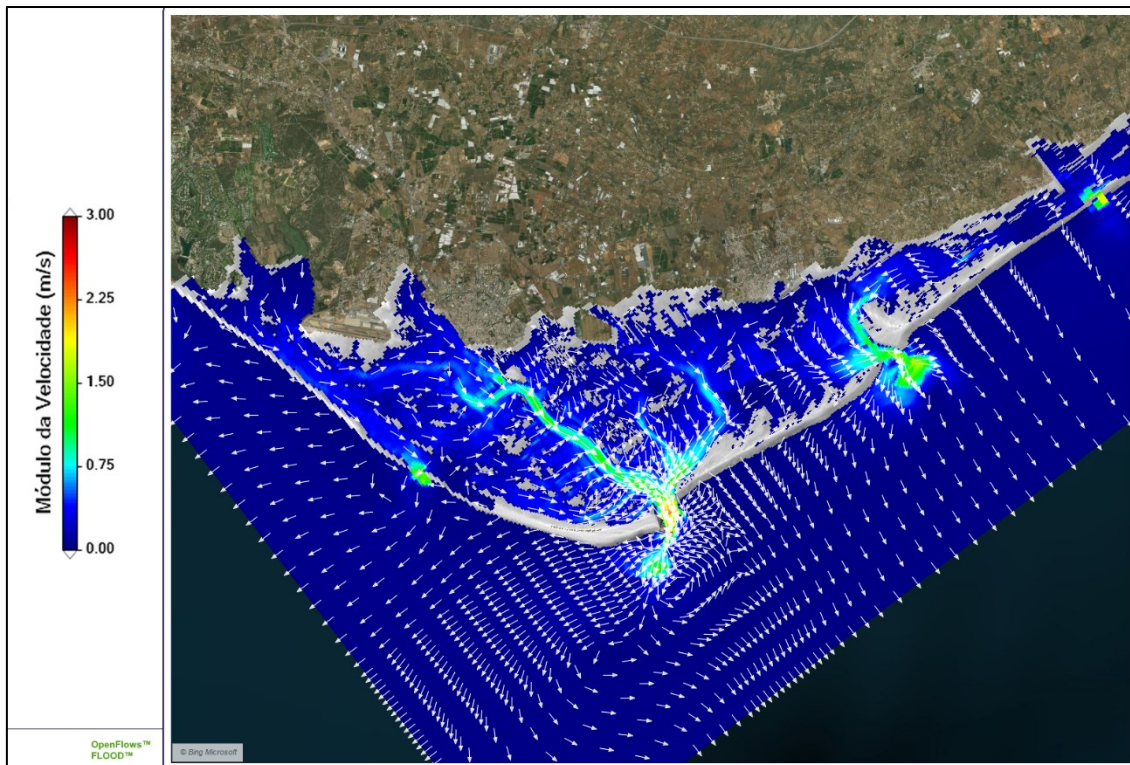 Módulo da Velocidade (m/s)
3.00
2.25
1.50
0.75
0.00
OpenFlows™
FLOOD™
© Bing Microsoft